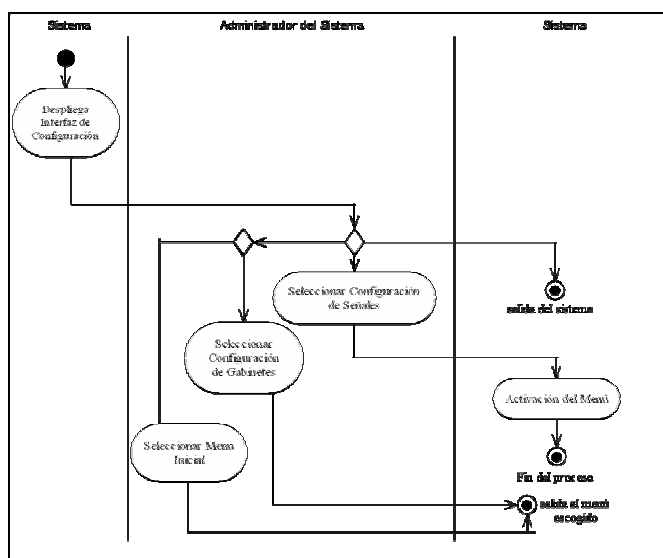 Sistema
Administrador del Sistema
Sistema
Despliega
Interfaz de
Configuración
Seleccionar Configuración
de Señales
salida del sistema
Seleccionar
Configuración
de Gabinetes
Activación del Menú
Seleccionar Menu
Inicial
Fin del proceso
salida al menú
escogido